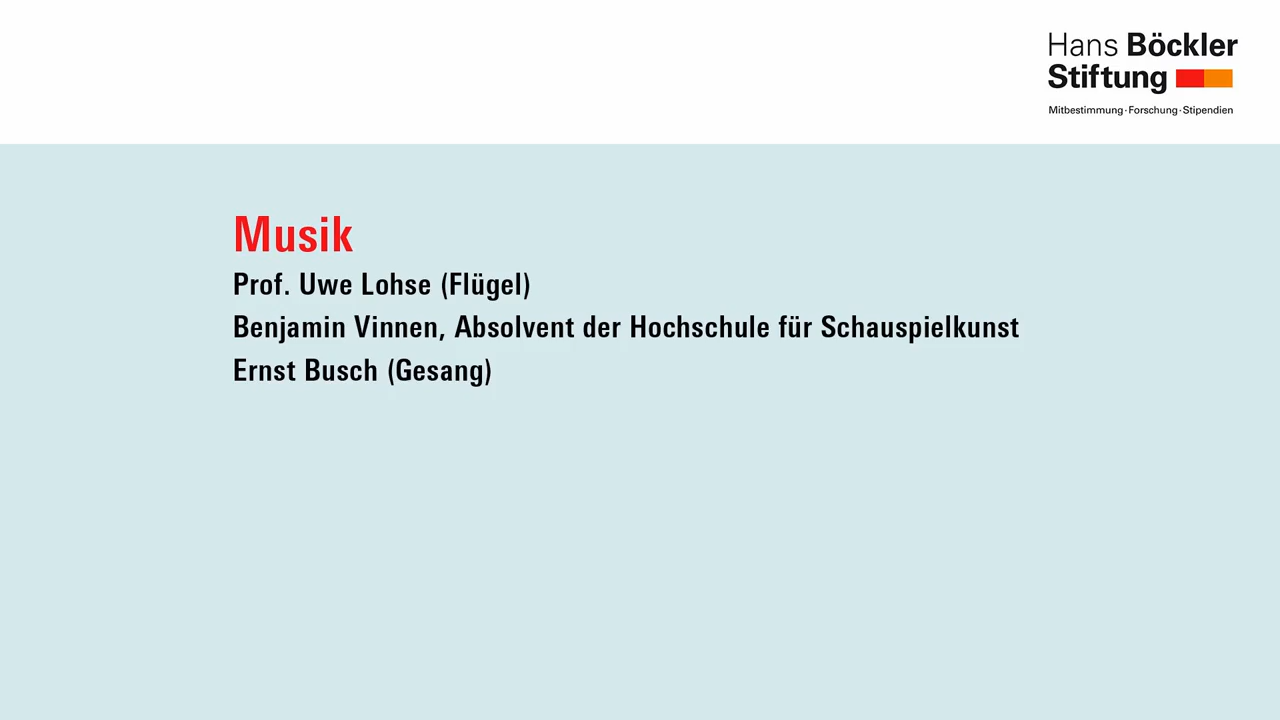 Hans Böckler
Stiftung
Mitbestimmung · Forschung · Stipendien
Musik
Prof. Uwe Lohse (Flügel)
Benjamin Vinnen, Absolvent der Hochschule für Schauspielkunst
Ernst Busch (Gesang)